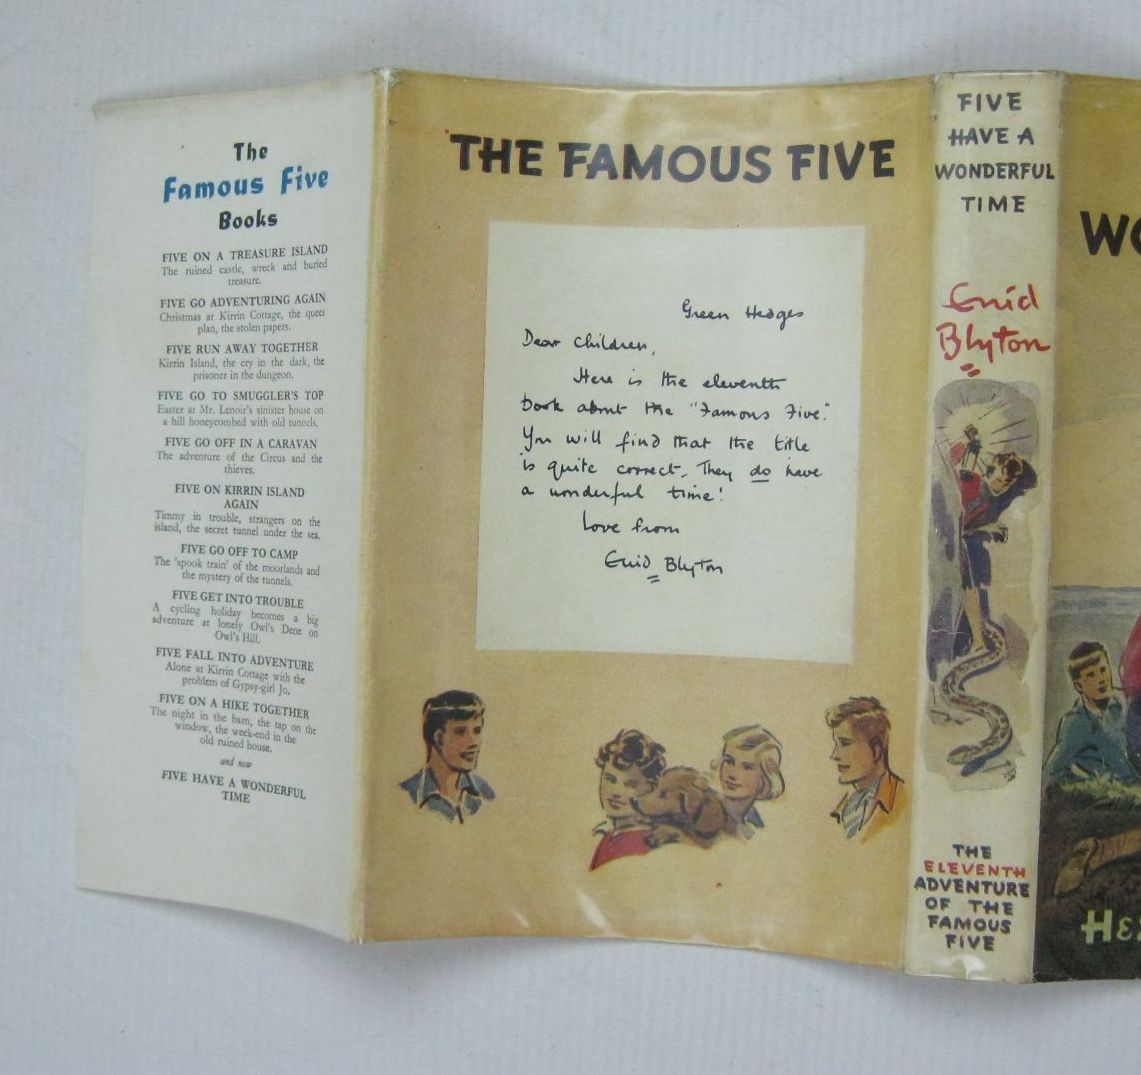 The
Famous Five
Books
FIVE ON A TREASURE ISLAND
The ruined castle, wreck and buried
treasure.
FIVE GO ADVENTURING AGAIN
Christmas at Kirrin Cottage, the queer
plan, the stolen papers.
FIVE RUN AWAY TOGETHER
Kirrin Island, the cry in the dark, the
prisoner in the dungeon.
FIVE GO TO SMUGGLER'S TOP
Easter at Mr. Lenoir's sinister house on
a hill honeycombed with old tunnels.
FIVE GO OFF IN A CARAVAN
The adventure of the Circus and the
thieves.
FIVE ON KIRRIN ISLAND
AGAIN
Timmy in trouble, strangers on the
island, the secret tunnel under the sea.
FIVE GO OFF TO CAMP
The 'spook train' of the moorlands and
the mystery of the tunnels.
FIVE GET INTO TROUBLE
A cycling holiday becomes a big
adventure at lonely Owl's Dene on
Owl's Hill.
FIVE FALL INTO ADVENTURE
Alone at Kirrin Cottage with the
problem of Gypsy-girl Jo.
FIVE ON A HIKE TOGETHER
The night in the barn, the tap on the
window, the week-end in the
old ruined house.
and now
FIVE HAVE A WONDERFUL
TIME
THE FAMOUS FIVE
Green Hedges
Dear Children,
Here is the eleventh
book about the "Famous Five".
You will find that the title
is quite correct. They do have
a wonderful time!
Love from
Enid Blyton
FIVE
HAVE A
WONDERFUL
TIME
Enid
Blyton
THE
ELEVENTH
ADVENTURE
OF THE
FAMOUS
FIVE
WO